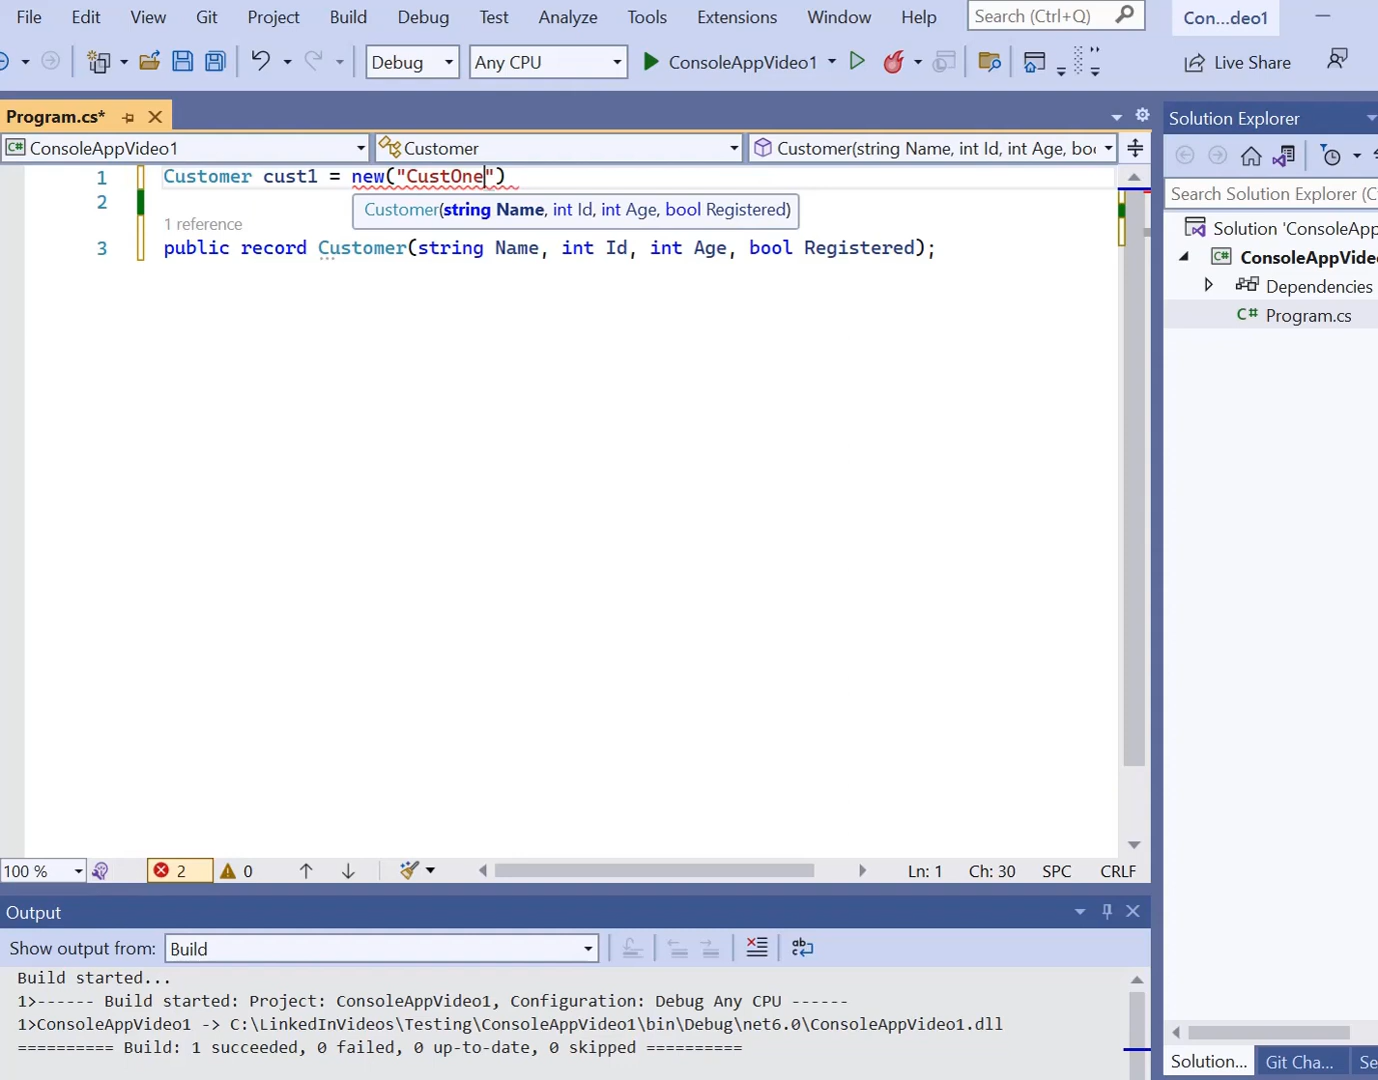 File Edit View Git Project Build Debug Test Analyze Tools Extensions Window Help Search (Ctrl+Q) Con...deo1
Debug Any CPU ConsoleAppVideo1 Live Share
Program.cs*
ConsoleAppVideo1 Customer Customer(string Name, int Id, int Age, boo
1 Customer cust1 = new("CustOne")
2 Customer(string Name, int Id, int Age, bool Registered)
1 reference
3 public record Customer(string Name, int Id, int Age, bool Registered);
Solution Explorer
Search Solution Explorer (C
Solution 'ConsoleApp
ConsoleAppVide
Dependencies
C# Program.cs
100 % 2 0 Ln: 1 Ch: 30 SPC CRLF
Output
Show output from: Build
Build started...
1>------ Build started: Project: ConsoleAppVideo1, Configuration: Debug Any CPU ------
1>ConsoleAppVideo1 -> C:\LinkedInVideos\Testing\ConsoleAppVideo1\bin\Debug\net6.0\ConsoleAppVideo1.dll
========== Build: 1 succeeded, 0 failed, 0 up-to-date, 0 skipped ==========
Solution... Git Cha... Se